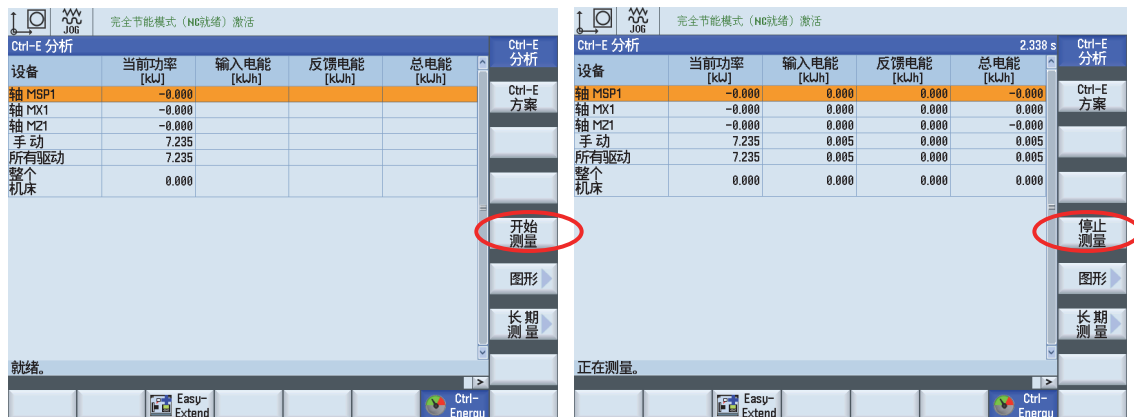 JOG
完全节能模式（NC就绪）激活
Ctrl-E 分析
设备 当前功率 [kW] 输入电能 [kWh] 反馈电能 [kWh] 总电能 [kWh]
轴 MSP1 -0.000
轴 MX1 -0.000
轴 MZ1 -0.000
手动 7.235
所有驱动 7.235
整个机床 0.000
Ctrl-E 分析
Ctrl-E 方案
开始测量
图形
长期测量
就绪。
Easy-Extend
Ctrl-Energy
JOG
完全节能模式（NC就绪）激活
Ctrl-E 分析 2.338 s
设备 当前功率 [kW] 输入电能 [kWh] 反馈电能 [kWh] 总电能 [kWh]
轴 MSP1 -0.000 0.000 0.000 -0.000
轴 MX1 -0.000 0.000 0.000 0.000
轴 MZ1 -0.000 0.000 0.000 -0.000
手动 7.235 0.005 0.000 0.005
所有驱动 7.235 0.005 0.000 0.005
整个机床 0.000 0.000 0.000 0.000
Ctrl-E 分析
Ctrl-E 方案
停止测量
图形
长期测量
正在测量。
Easy-Extend
Ctrl-Energy